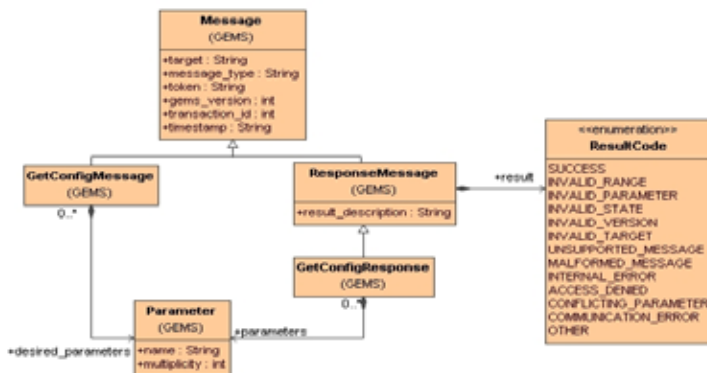 Message
(GEMS)
+target : String
+message_type : String
+token : String
+gems_version : int
+transaction_id : int
+timestamp : String
GetConfigMessage
(GEMS)
0..*
ResponseMessage
(GEMS)
+result_description : String
+result
<<enumeration>>
ResultCode
SUCCESS
INVALID_RANGE
INVALID_PARAMETER
INVALID_STATE
INVALID_VERSION
INVALID_TARGET
UNSUPPORTED_MESSAGE
MALFORMED_MESSAGE
INTERNAL_ERROR
ACCESS_DENIED
CONFLICTING_PARAMETER
COMMUNICATION_ERROR
OTHER
GetConfigResponse
(GEMS)
0..*
Parameter
(GEMS)
+name : String
+multiplicity : int
+desired_parameters
+parameters